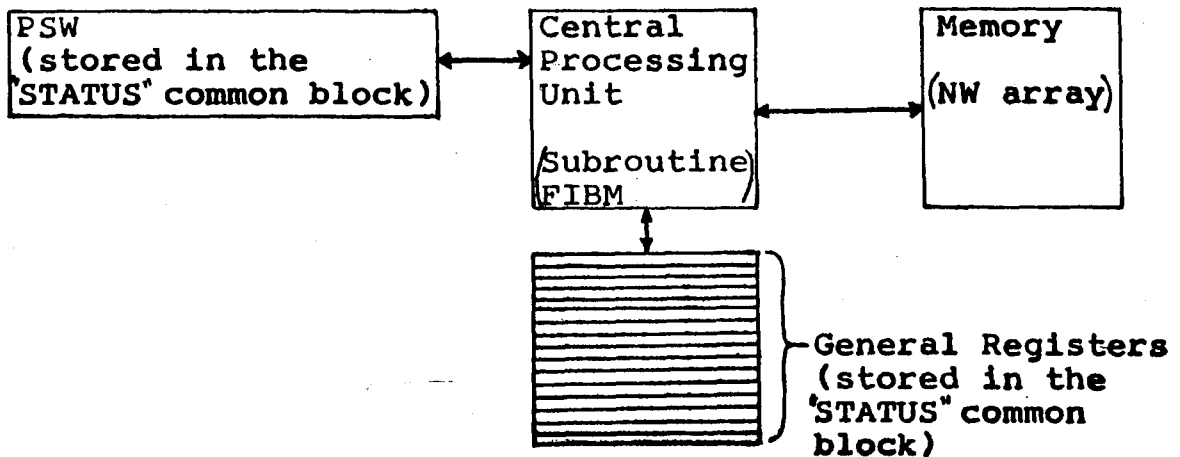 PSW
(stored in the
"STATUS" common block)
Central
Processing
Unit
(Subroutine)
(FIBM )
Memory
(NW array)
General Registers
(stored in the
"STATUS" common
block)